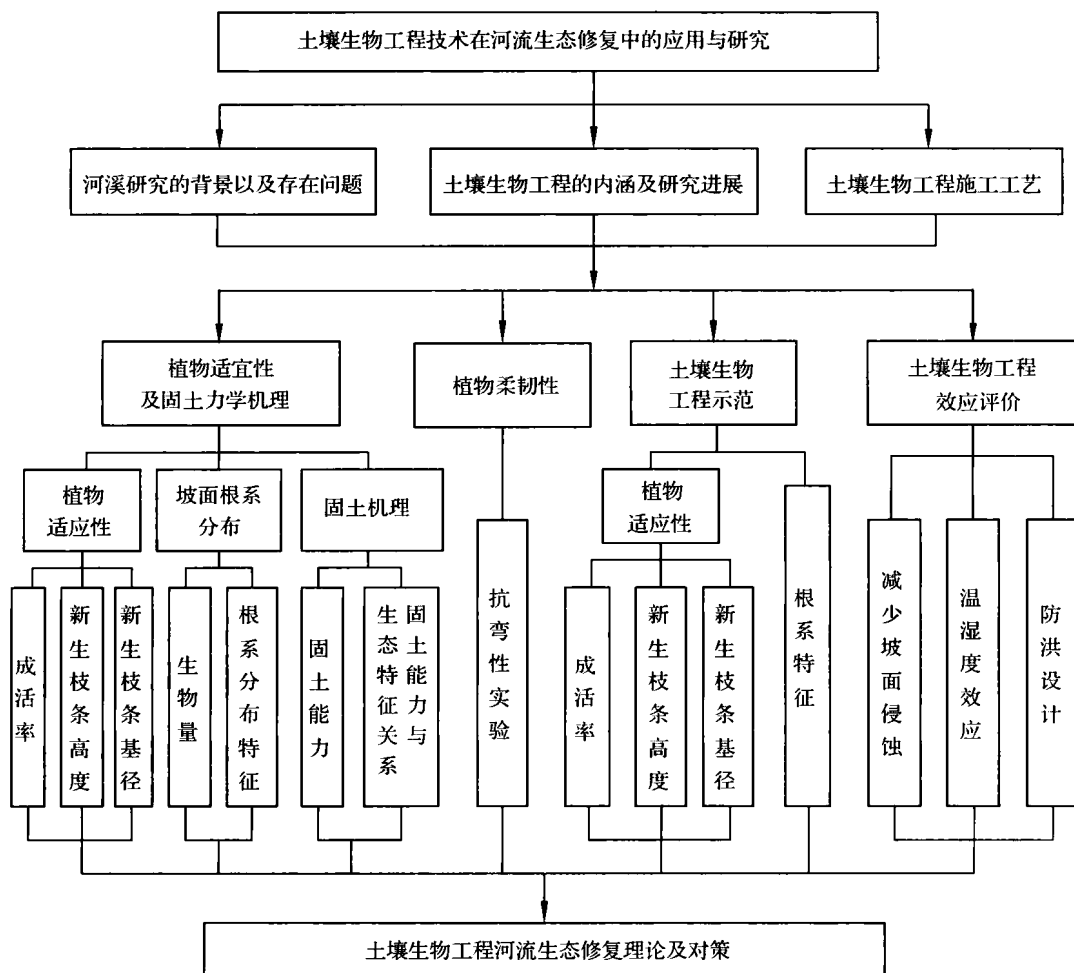 土壤生物工程技术在河流生态修复中的应用与研究
河溪研究的背景以及存在问题
土壤生物工程的内涵及研究进展
土壤生物工程施工工艺
植物适宜性
及固土力学机理
植物柔韧性
土壤生物
工程示范
土壤生物工程
效应评价
植物
适应性
坡面根系
分布
固土机理
植物
适应性
成活率
新生枝条高度
新生枝条基径
生物量
根系分布特征
固土能力
固土能力与
生态特征关系
抗弯性实验
成活率
新生枝条高度
新生枝条基径
根系特征
减少坡面侵蚀
温湿度效应
防洪设计
土壤生物工程河流生态修复理论及对策